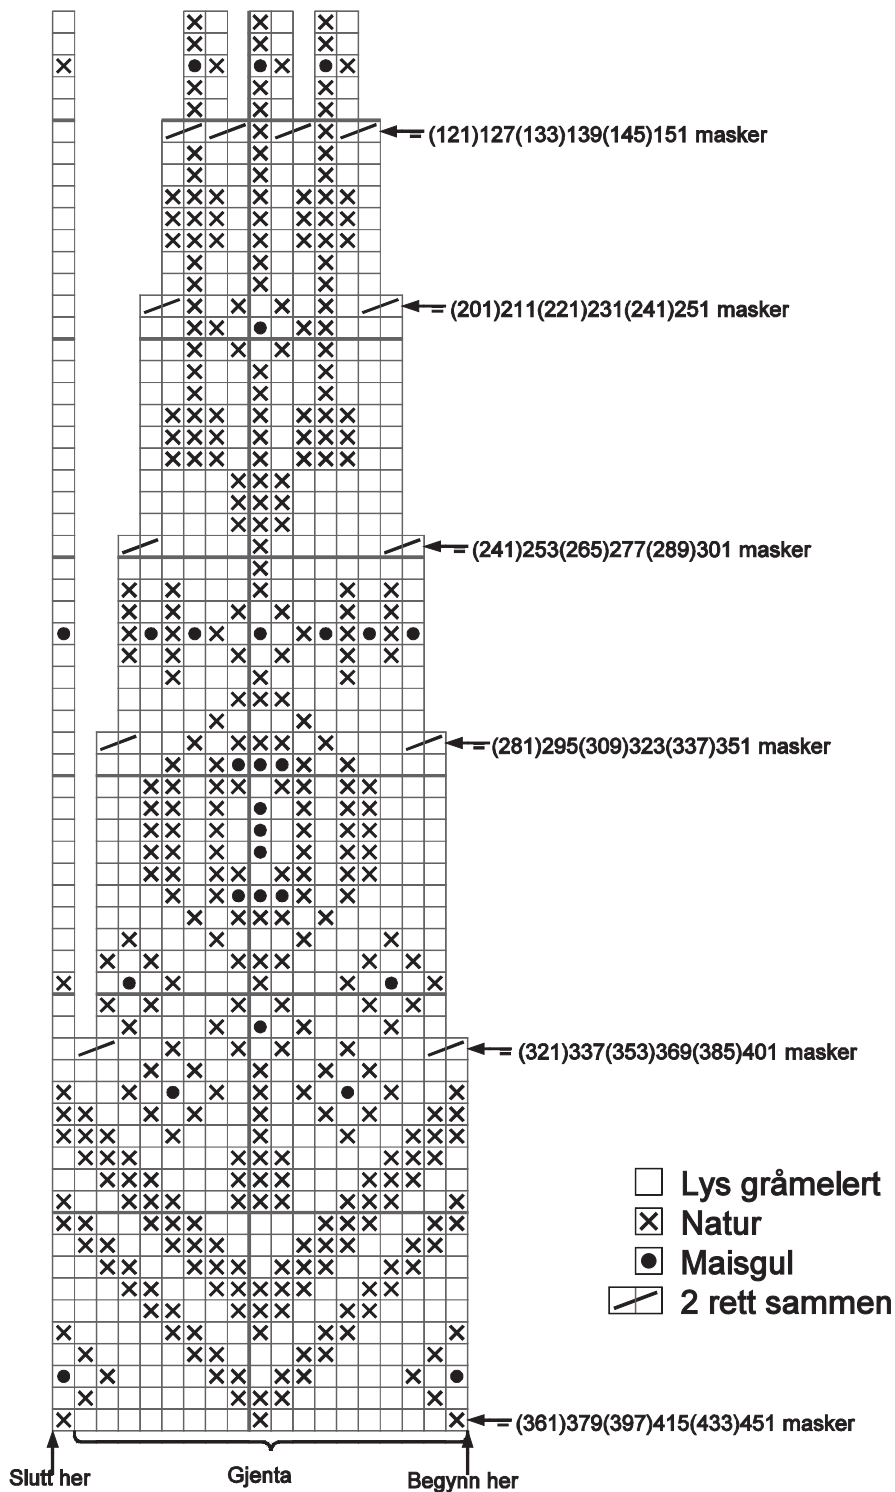 = (121)127(133)139(145)151 masker
= (201)211(221)231(241)251 masker
= (241)253(265)277(289)301 masker
= (281)295(309)323(337)351 masker
= (321)337(353)369(385)401 masker
Lys gråmelert
Natur
Maisgul
2 rett sammen
= (361)379(397)415(433)451 masker
Slutt her
Gjenta
Begynn her